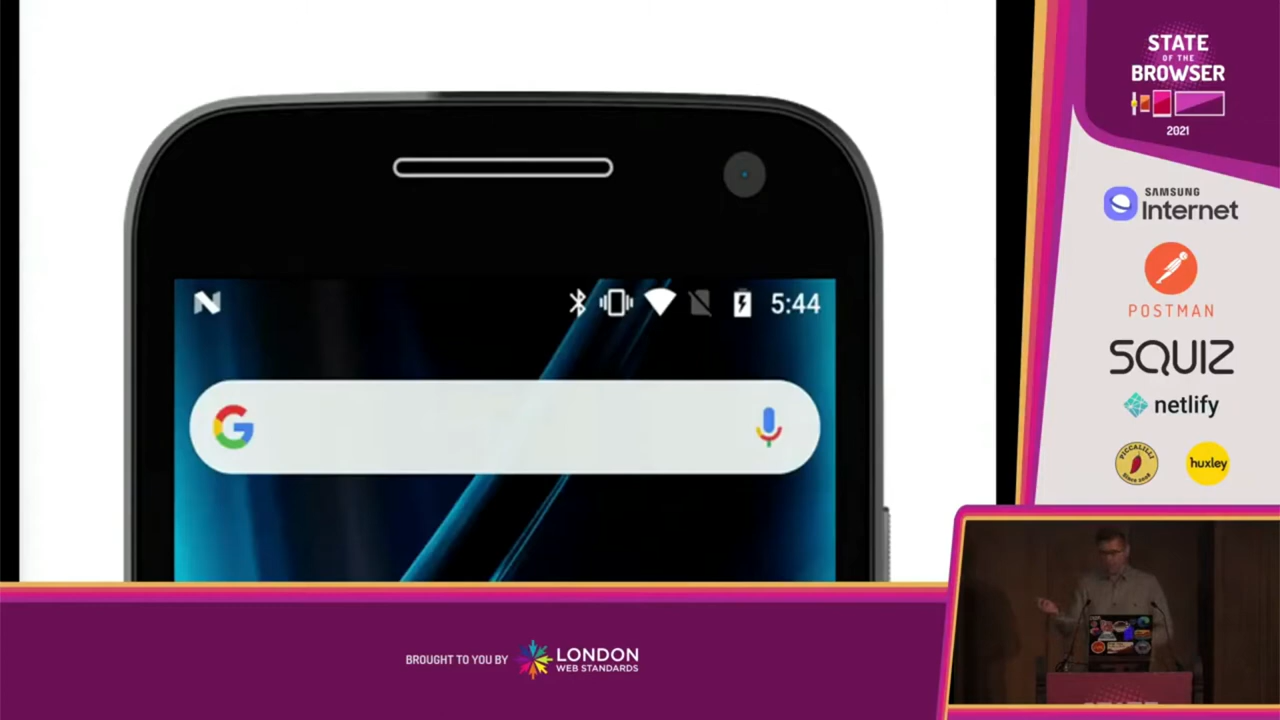 5:44
STATE
OF THE
BROWSER
2021
SAMSUNG
Internet
POSTMAN
SQUIZ
netlify
PICCALILLI
huxley
BROUGHT TO YOU BY
LONDON
WEB STANDARDS